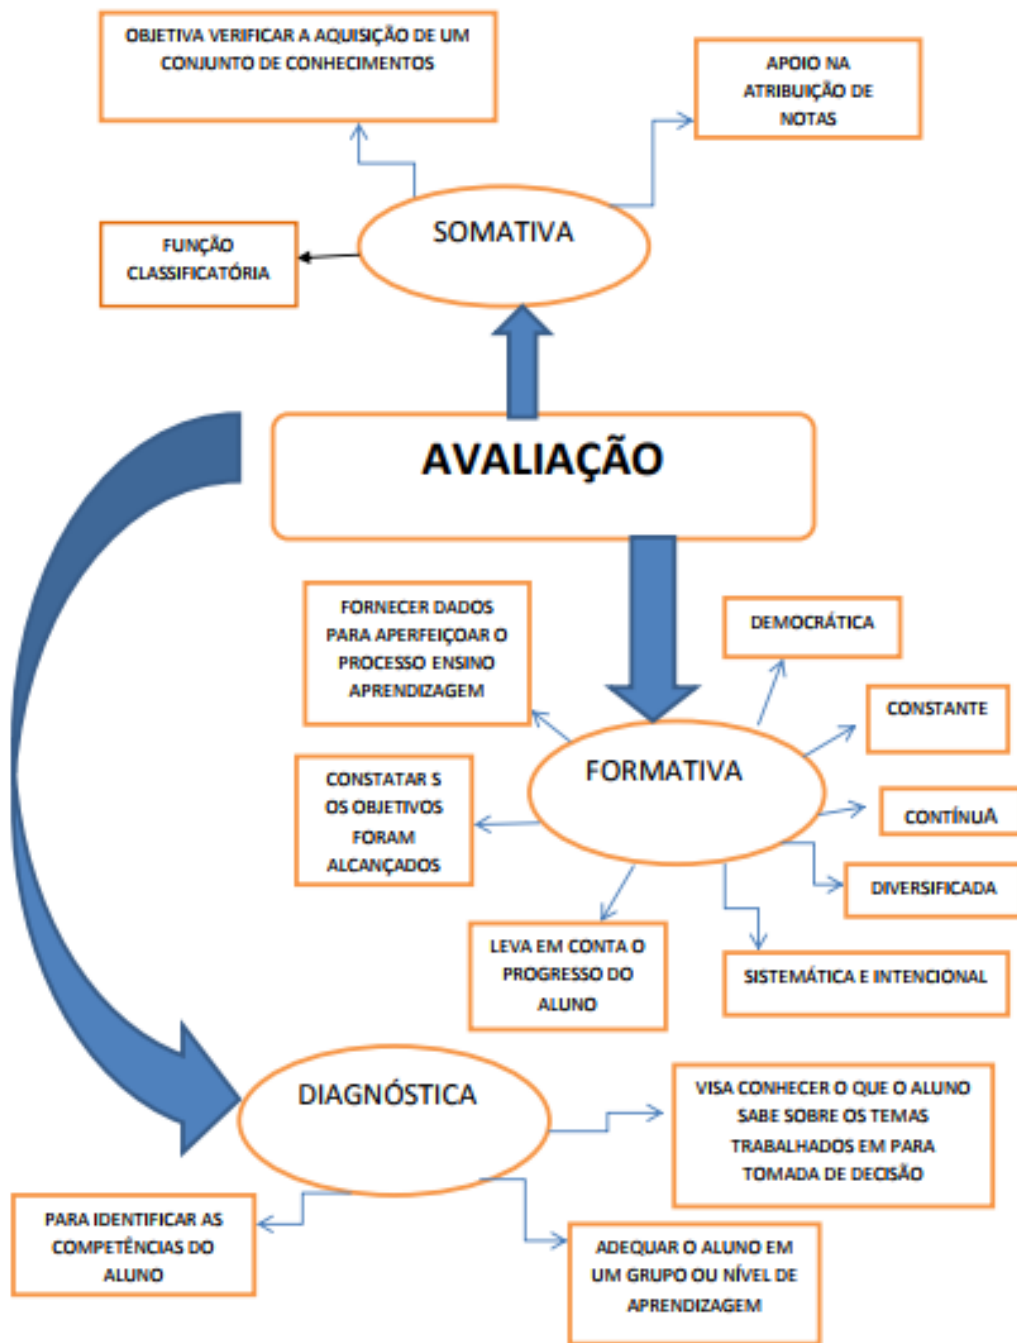 OBJETIVA VERIFICAR A AQUISIÇÃO DE UM
CONJUNTO DE CONHECIMENTOS
APOIO NA
ATRIBUIÇÃO DE
NOTAS
SOMATIVA
FUNÇÃO
CLASSIFICATÓRIA
AVALIAÇÃO
FORNECER DADOS
PARA APERFEIÇOAR O
PROCESSO ENSINO
APRENDIZAGEM
DEMOCRÁTICA
CONSTANTE
FORMATIVA
CONSTATAR S
OS OBJETIVOS
FORAM
ALCANÇADOS
CONTÍNUA
DIVERSIFICADA
LEVA EM CONTA O
PROGRESSO DO
ALUNO
SISTEMÁTICA E INTENCIONAL
DIAGNÓSTICA
VISA CONHECER O QUE O ALUNO
SABE SOBRE OS TEMAS
TRABALHADOS EM PARA
TOMADA DE DECISÃO
PARA IDENTIFICAR AS
COMPETÊNCIAS DO
ALUNO
ADEQUAR O ALUNO EM
UM GRUPO OU NÍVEL DE
APRENDIZAGEM